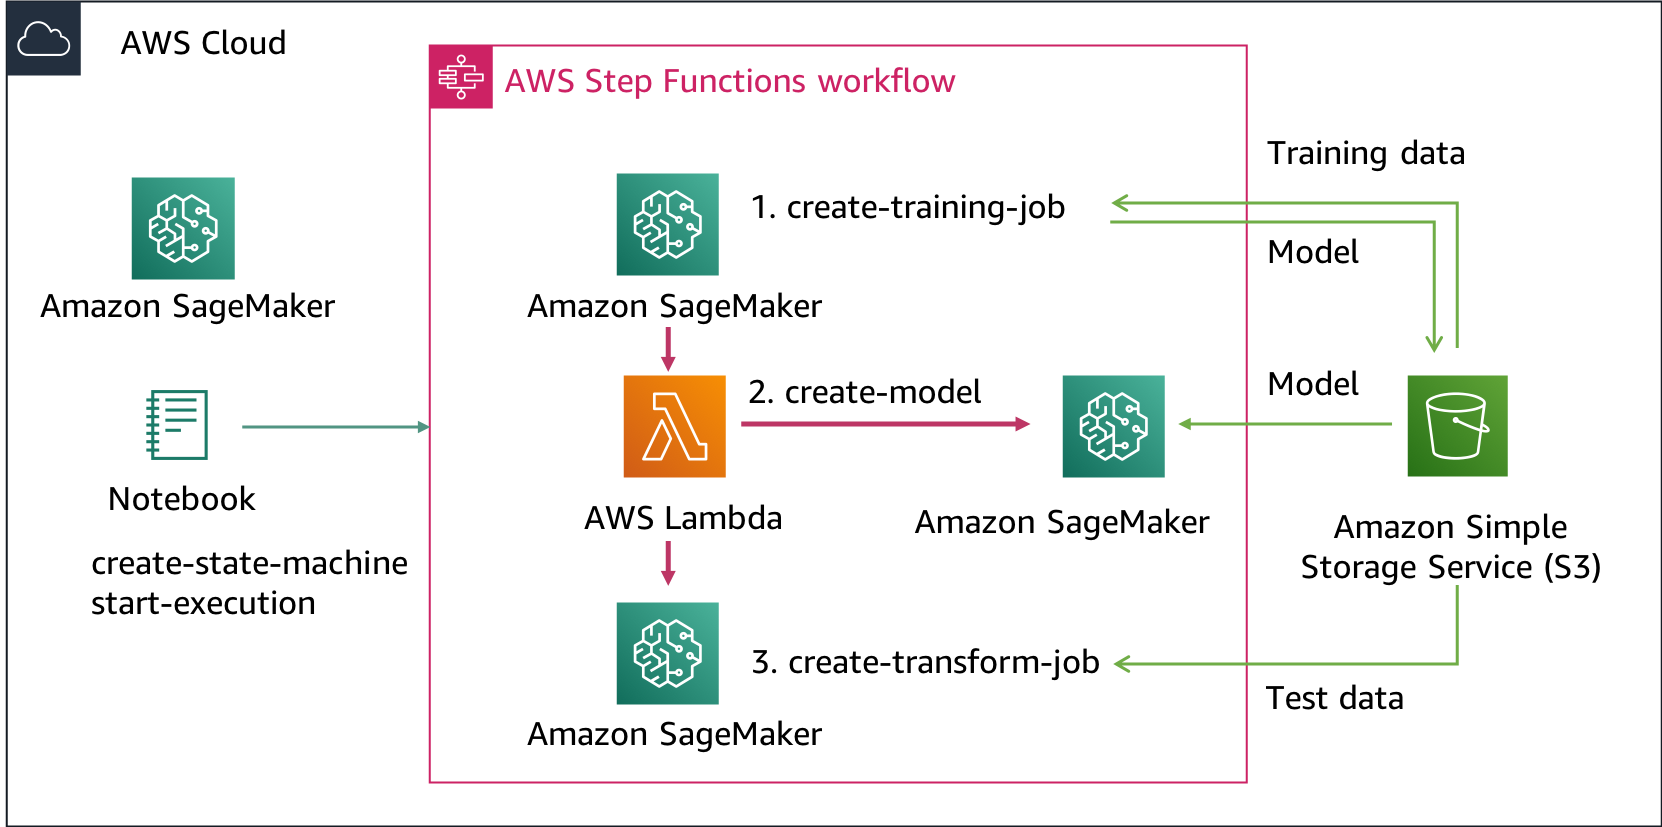 AWS Cloud
AWS Step Functions workflow
Amazon SageMaker
Notebook
create-state-machine
start-execution
1. create-training-job
Amazon SageMaker
2. create-model
AWS Lambda
Amazon SageMaker
3. create-transform-job
Amazon SageMaker
Training data
Model
Model
Amazon Simple
Storage Service (S3)
Test data